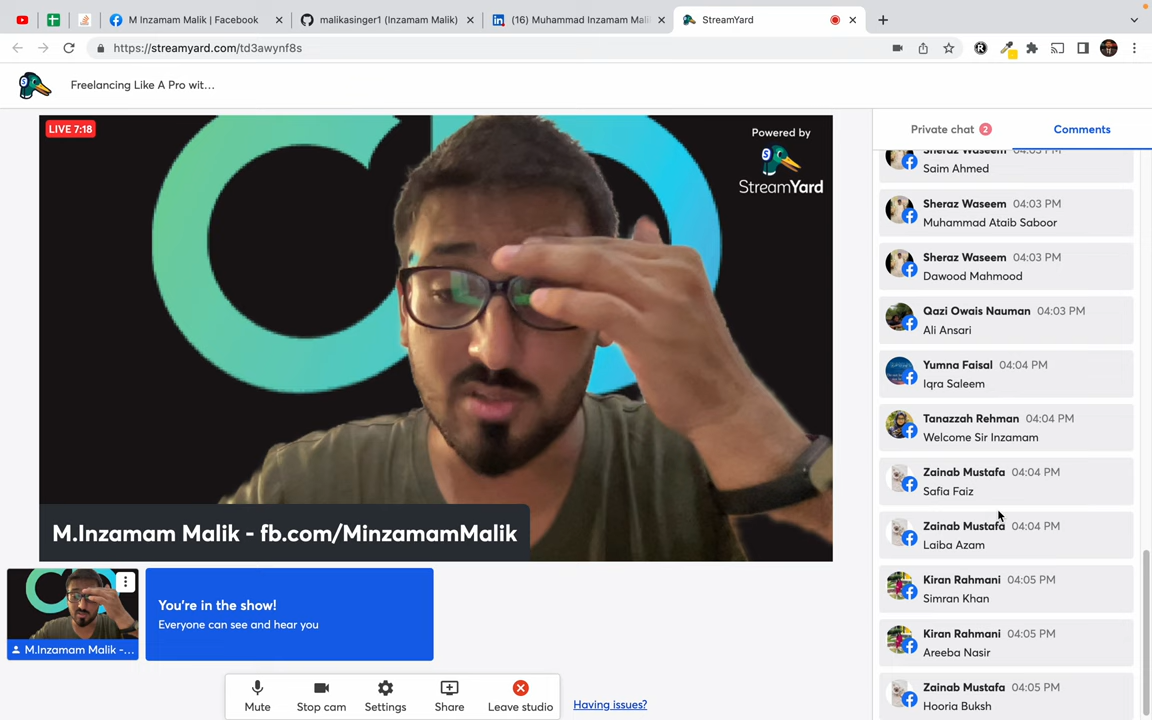 M Inzamam Malik | Facebook
malikasinger1 (Inzamam Malik)
(16) Muhammad Inzamam Malik
StreamYard
https://streamyard.com/td3awynf8s
Freelancing Like A Pro wit...
LIVE 7:18
Powered by
StreamYard
M.Inzamam Malik - fb.com/MinzamamMalik
M.Inzamam Malik -...
You're in the show!
Everyone can see and hear you
Mute
Stop cam
Settings
Share
Leave studio
Having issues?
Private chat 2
Comments
Sheraz Waseem 04:03 PM
Saim Ahmed
Sheraz Waseem 04:03 PM
Muhammad Ataib Saboor
Sheraz Waseem 04:03 PM
Dawood Mahmood
Qazi Owais Nauman 04:03 PM
Ali Ansari
Yumna Faisal 04:04 PM
Iqra Saleem
Tanazzah Rehman 04:04 PM
Welcome Sir Inzamam
Zainab Mustafa 04:04 PM
Safia Faiz
Zainab Mustafa 04:04 PM
Laiba Azam
Kiran Rahmani 04:05 PM
Simran Khan
Kiran Rahmani 04:05 PM
Areeba Nasir
Zainab Mustafa 04:05 PM
Hooria Buksh